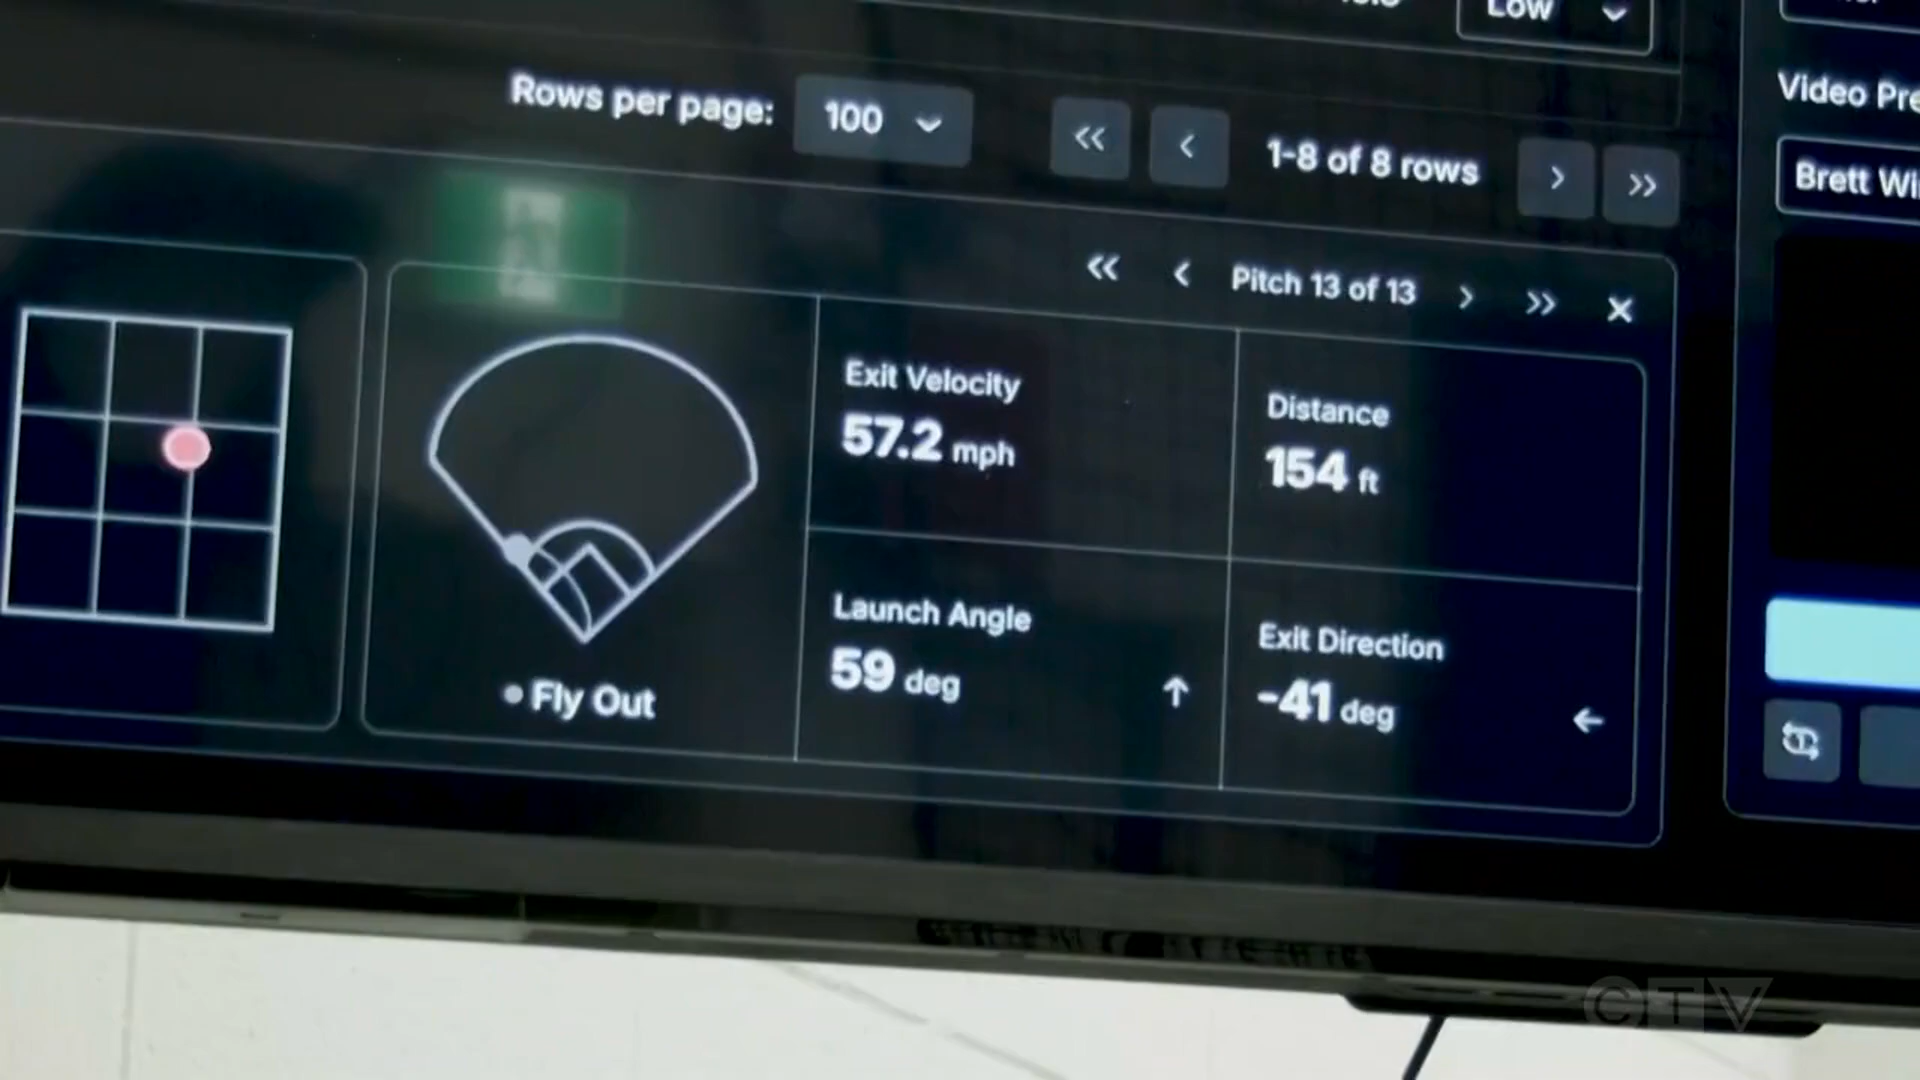 Low
Rows per page: 100 << < 1-8 of 8 rows > >>
Video Pre
Brett Wi
<< < Pitch 13 of 13 > >> ×
Exit Velocity
57.2 mph
Distance
154 ft
Launch Angle
59 deg ↑
Exit Direction
-41 deg ←
Fly Out
CTV